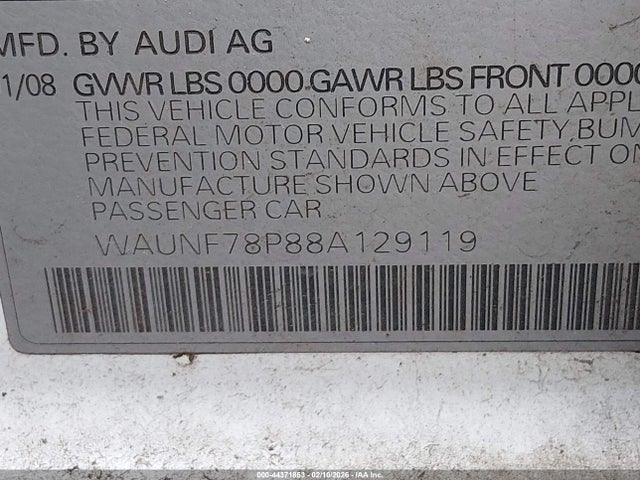 MFD. BY AUDI AG
1/08 GVWR LBS 0000 GAWR LBS FRONT 0000
THIS VEHICLE CONFORMS TO ALL APPL
FEDERAL MOTOR VEHICLE SAFETY, BUM
PREVENTION STANDARDS IN EFFECT ON
MANUFACTURE SHOWN ABOVE
PASSENGER CAR
WAUNF78P88A129119
000-44371853 - 02/10/2026 - IAA Inc.